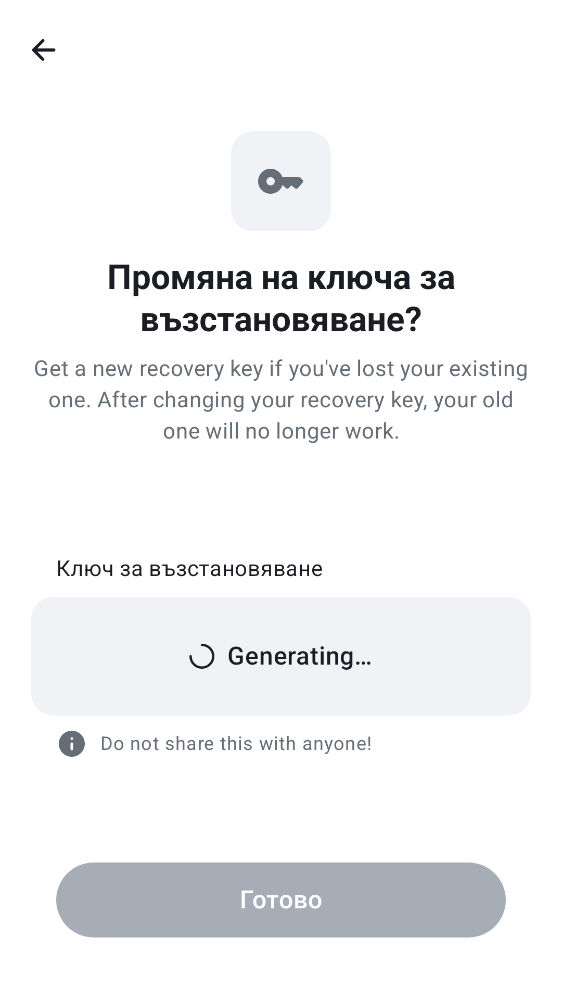 Промяна на ключа за
възстановяване?
Get a new recovery key if you've lost your existing
one. After changing your recovery key, your old
one will no longer work.
Ключ за възстановяване
Generating…
Do not share this with anyone!
Готово